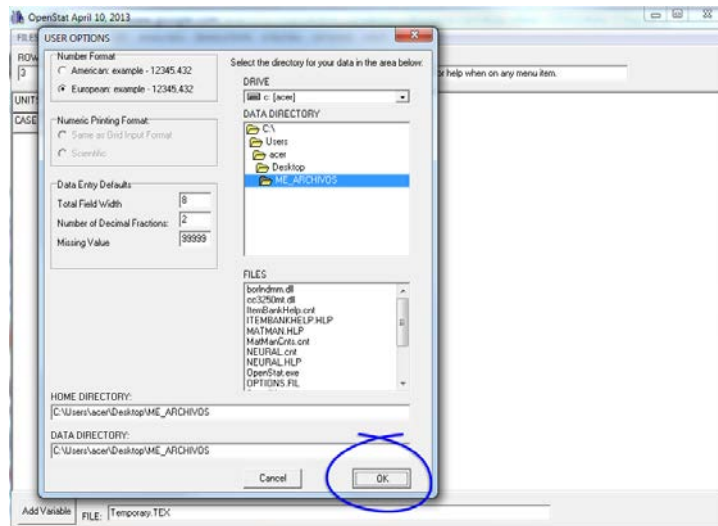 OpenStat April 10, 2013
FILES
ROW
3
or help when on any menu item.
UNIT
CASE
USER OPTIONS
Number Format
American: example - 12345.432
European: example - 12345,432
Numeric Printing Format:
Same as Grid Input Format
Scientific
Data Entry Defaults
Total Field Width 8
Number of Decimal Fractions: 2
Missing Value 99999
Select the directory for your data in the area below:
DRIVE
c: [acer]
DATA DIRECTORY
C:\
Users
acer
Desktop
ME_ARCHIVOS
FILES
borlndmm.dll
cc3250mt.dll
ItemBankHelp.cnt
ITEMBANKHELP.HLP
MATMAN.HLP
MatManCnts.cnt
NEURAL.cnt
NEURAL.HLP
OpenStat.exe
OPTIONS.FIL
HOME DIRECTORY:
C:\Users\acer\Desktop\ME_ARCHIVOS
DATA DIRECTORY:
C:\Users\acer\Desktop\ME_ARCHIVOS
Cancel
OK
Add Variable
FILE: Temporary.TEX